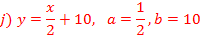 j) y = x/2 + 10, a = 1/2, b = 10